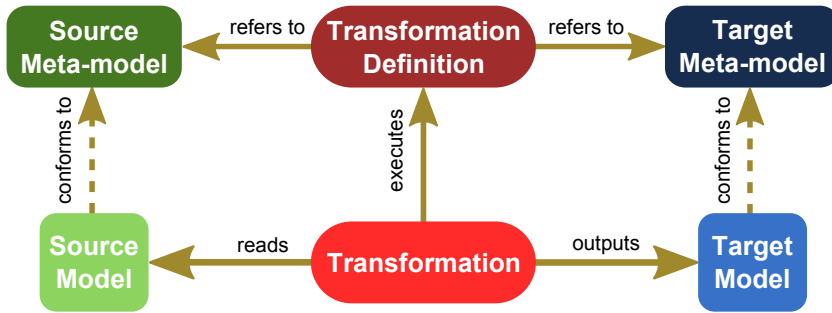 Source
Meta-model
refers to
Transformation
Definition
refers to
Target
Meta-model
conforms to
executes
conforms to
Source
Model
reads
Transformation
outputs
Target
Model